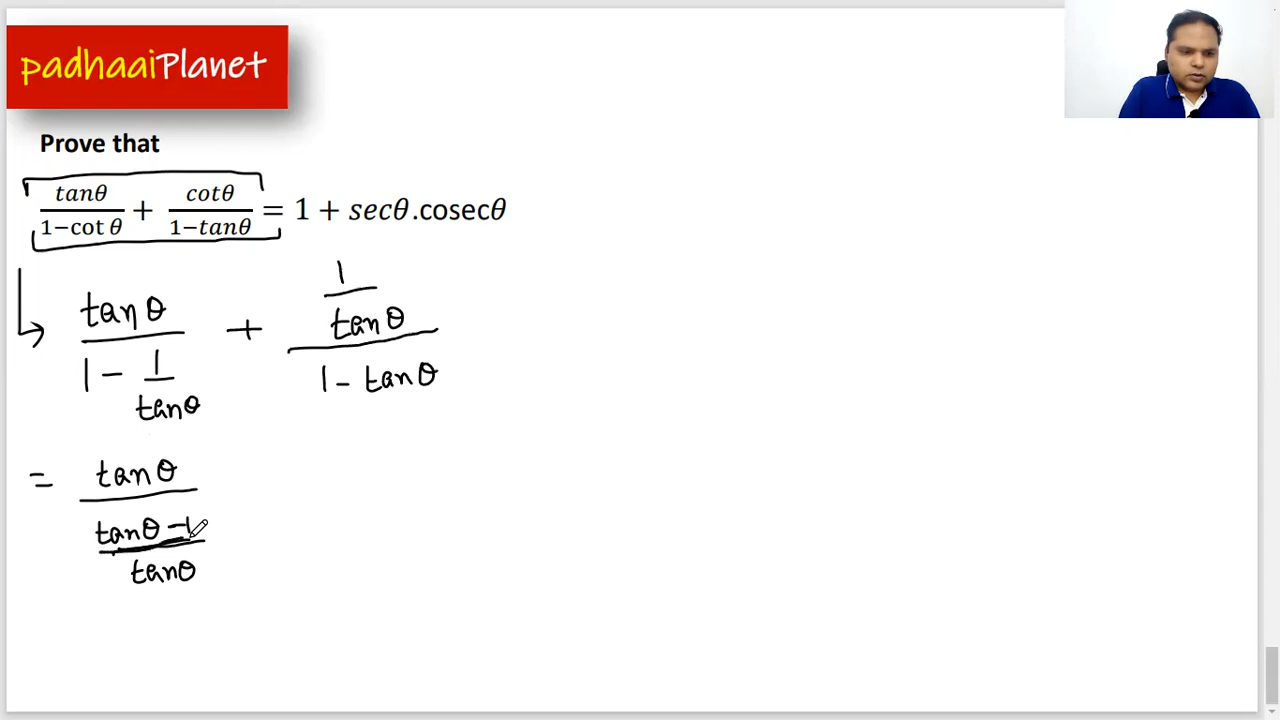 padhaaiPlanet
Prove that
tanθ/1−cot θ + cotθ/1−tanθ = 1 + secθ.cosecθ
tanθ/(1 − 1/tanθ) + (1/tanθ)/(1 − tanθ)
= tanθ/((tanθ − 1)/tanθ)